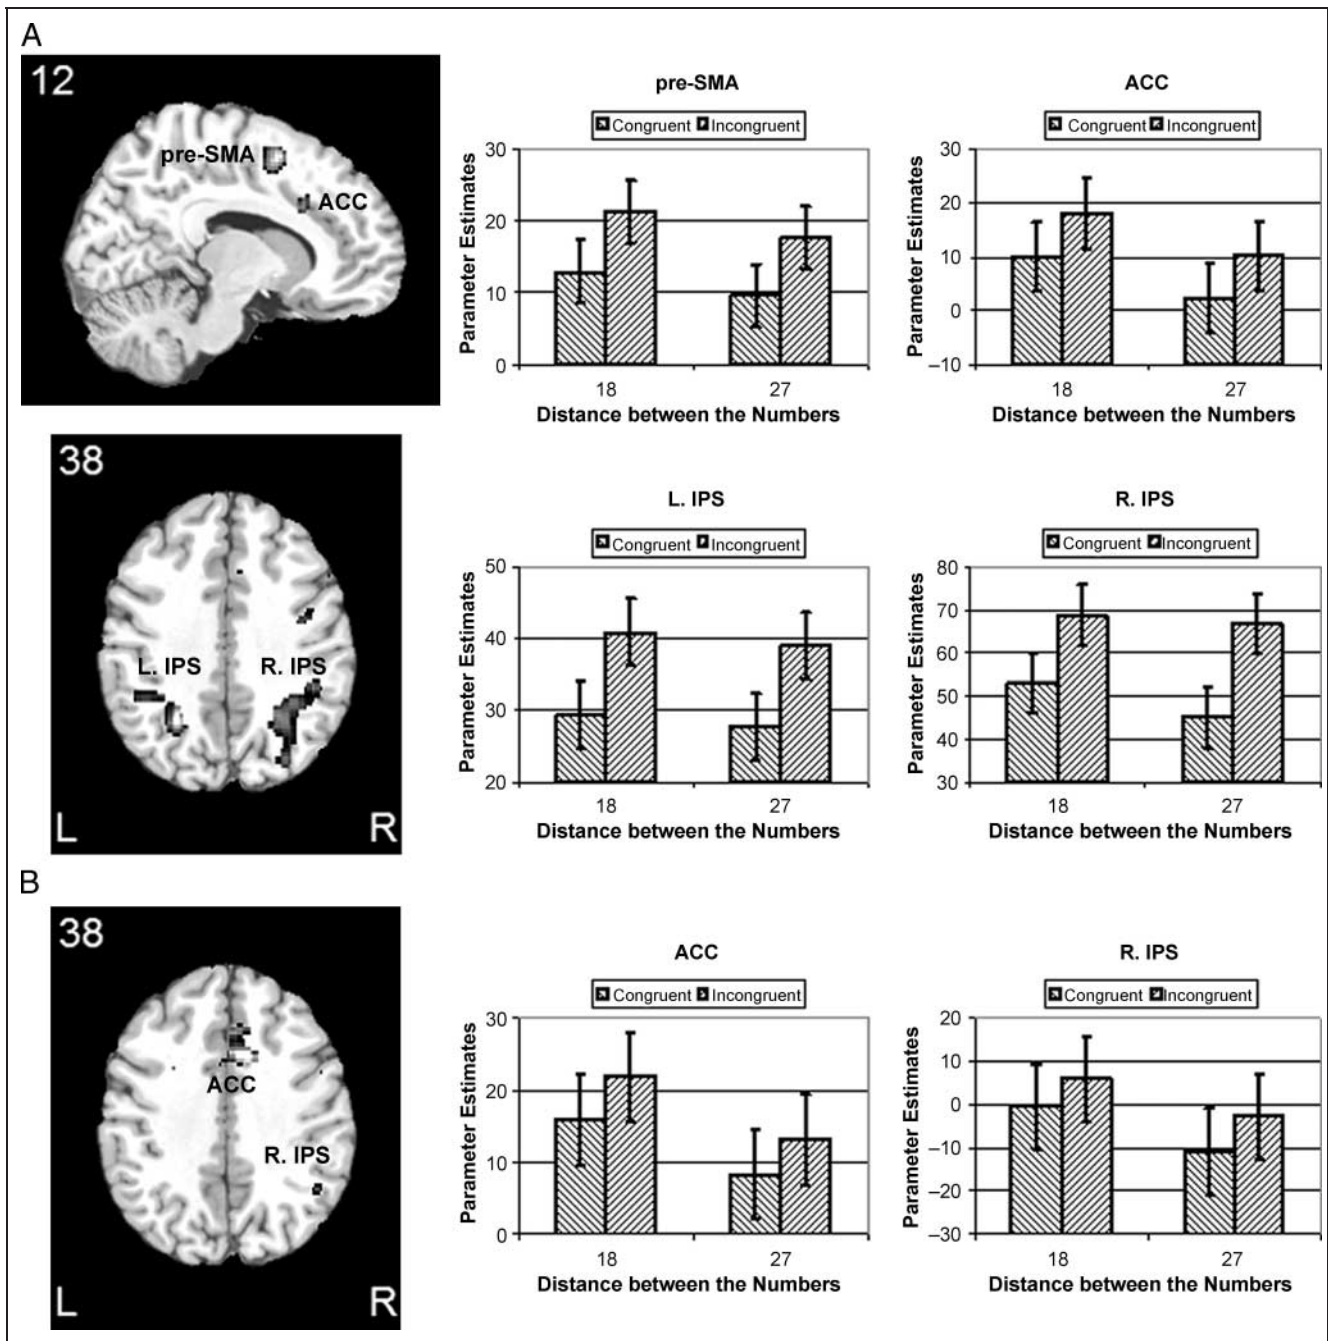 A
12
pre-SMA
ACC
pre-SMA
Congruent Incongruent
30
20
10
0
Parameter Estimates
18 27
Distance between the Numbers
ACC
Congruent Incongruent
30
20
10
0
–10
Parameter Estimates
18 27
Distance between the Numbers
38
L. IPS R. IPS
L R
L. IPS
Congruent Incongruent
50
40
30
20
Parameter Estimates
18 27
Distance between the Numbers
R. IPS
Congruent Incongruent
80
70
60
50
40
30
Parameter Estimates
18 27
Distance between the Numbers
B
38
ACC
R. IPS
L R
ACC
Congruent Incongruent
30
20
10
0
Parameter Estimates
18 27
Distance between the Numbers
R. IPS
Congruent Incongruent
20
10
0
–10
–20
–30
Parameter Estimates
18 27
Distance between the Numbers